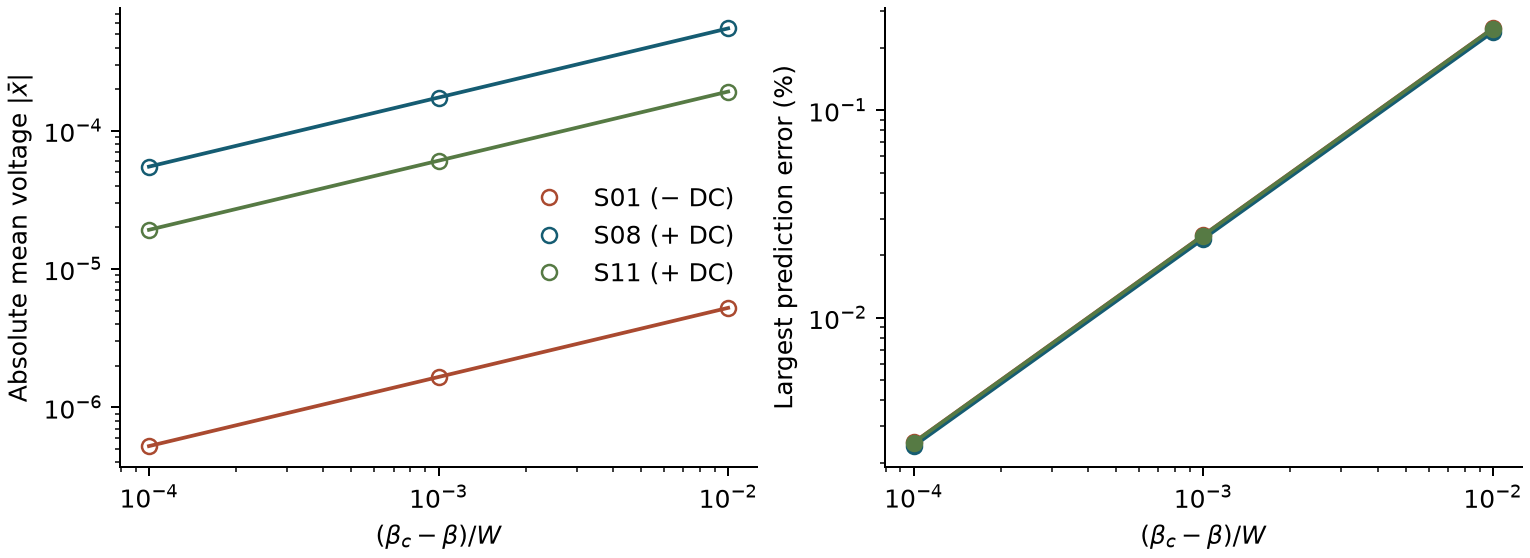 Absolute mean voltage |x̄|
10⁻⁴
10⁻⁵
10⁻⁶
S01 (− DC)
S08 (+ DC)
S11 (+ DC)
10⁻⁴ 10⁻³ 10⁻²
(β_c − β)/W
Largest prediction error (%)
10⁻¹
10⁻²
10⁻⁴ 10⁻³ 10⁻²
(β_c − β)/W